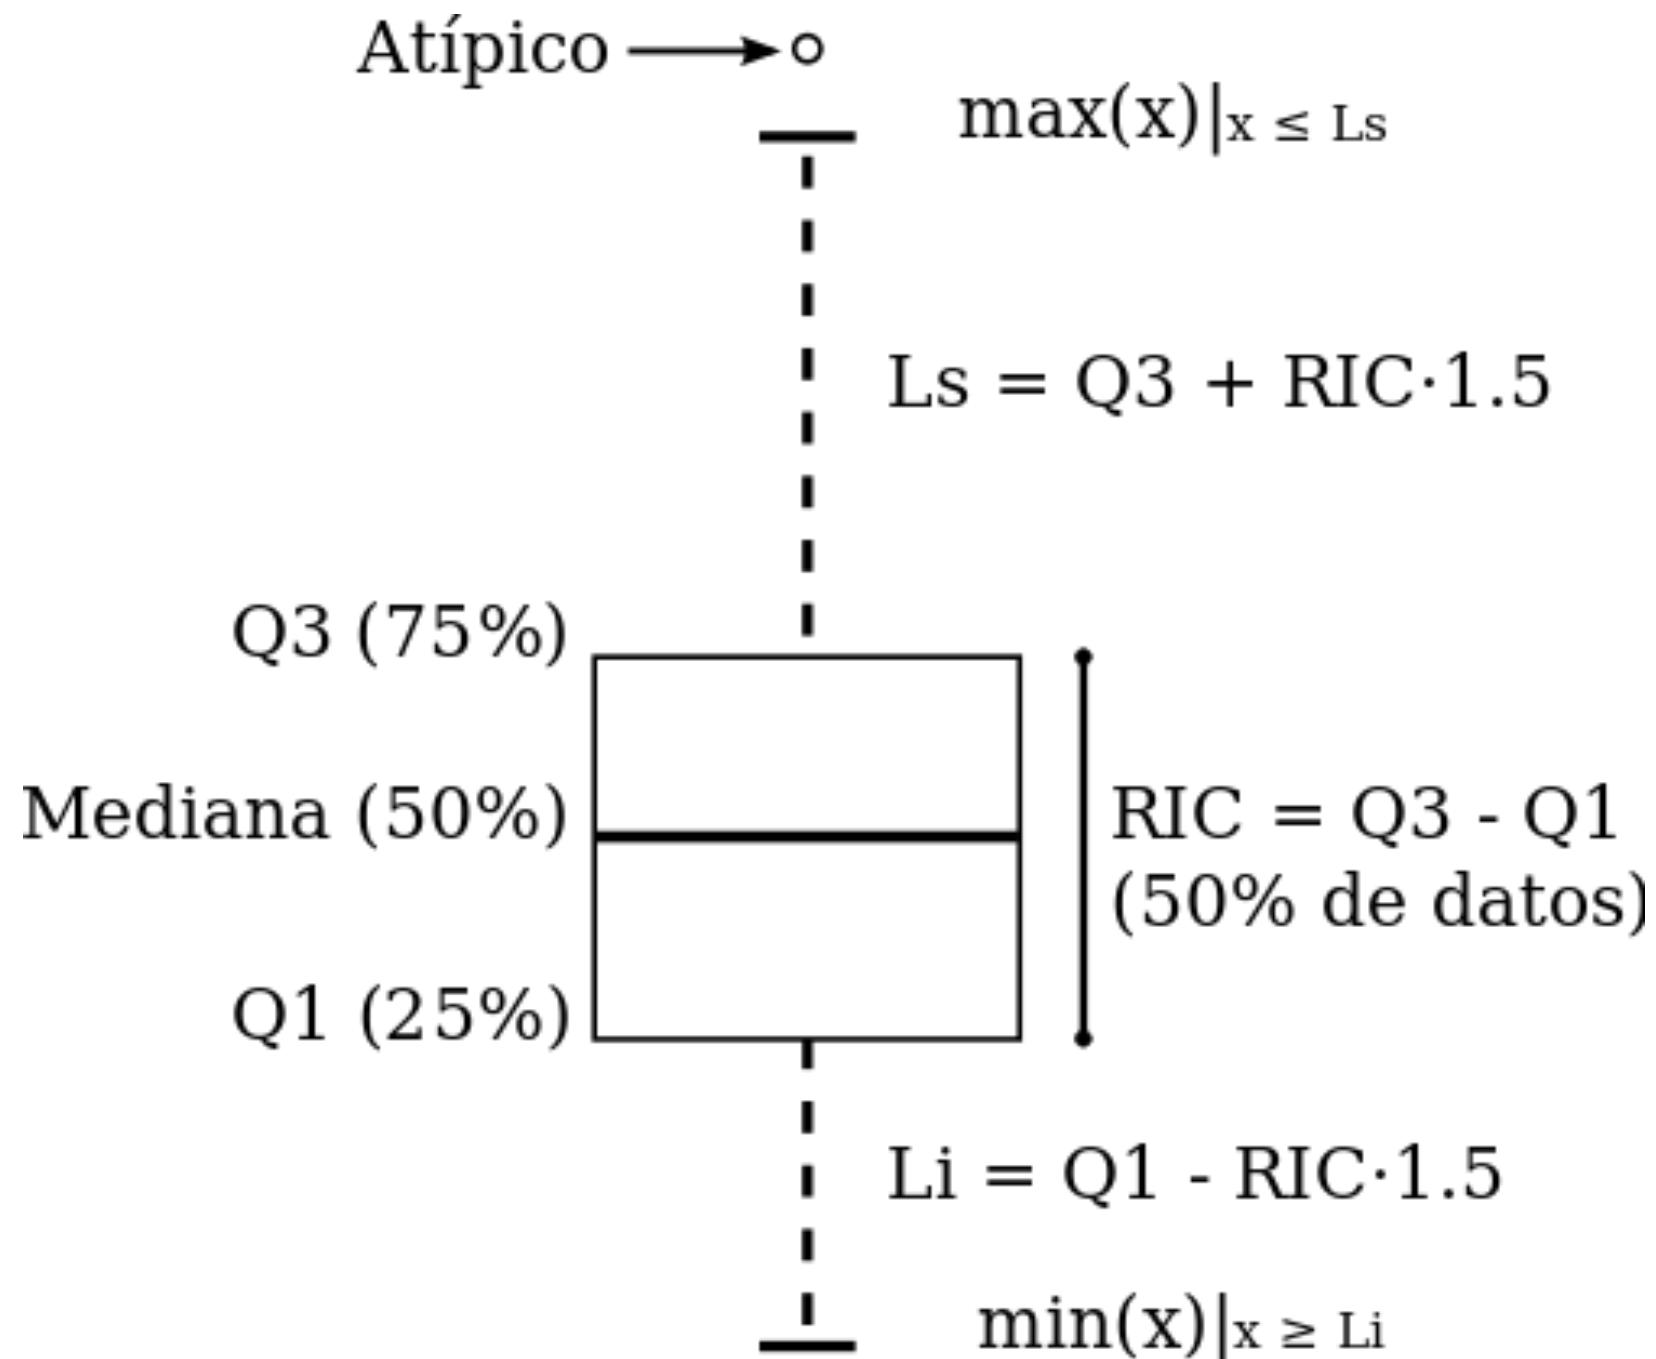 Atípico
max(x)|x ≤ Ls
Ls = Q3 + RIC·1.5
Q3 (75%)
Mediana (50%)
RIC = Q3 - Q1
(50% de datos)
Q1 (25%)
Li = Q1 - RIC·1.5
min(x)|x ≥ Li